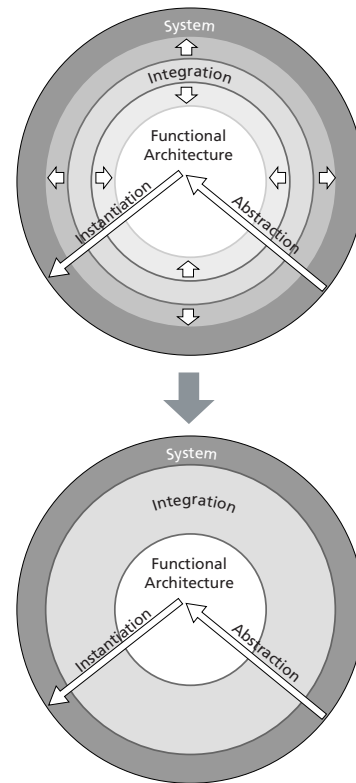 System
Integration
Functional
Architecture
Instantiation
Abstraction
System
Integration
Functional
Architecture
Instantiation
Abstraction